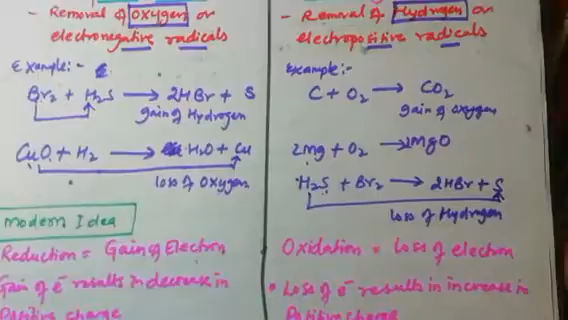 - Removal of Oxygen or
electronegative radicals
Example:-
Br2 + H2S → 2HBr + S
gain of Hydrogen
CuO + H2 → H2O + Cu
loss of Oxygen
Modern Idea
Reduction = Gain of Electron
Gain of e⁻ results in decrease in
Positive charge
- Removal of Hydrogen or
electropositive radicals
Example:-
C + O2 → CO2
gain of oxygen
2Mg + O2 → 2MgO
H2S + Br2 → 2HBr + S
loss of Hydrogen
Oxidation = loss of electron
• Loss of e⁻ results in increase in
Positive charge